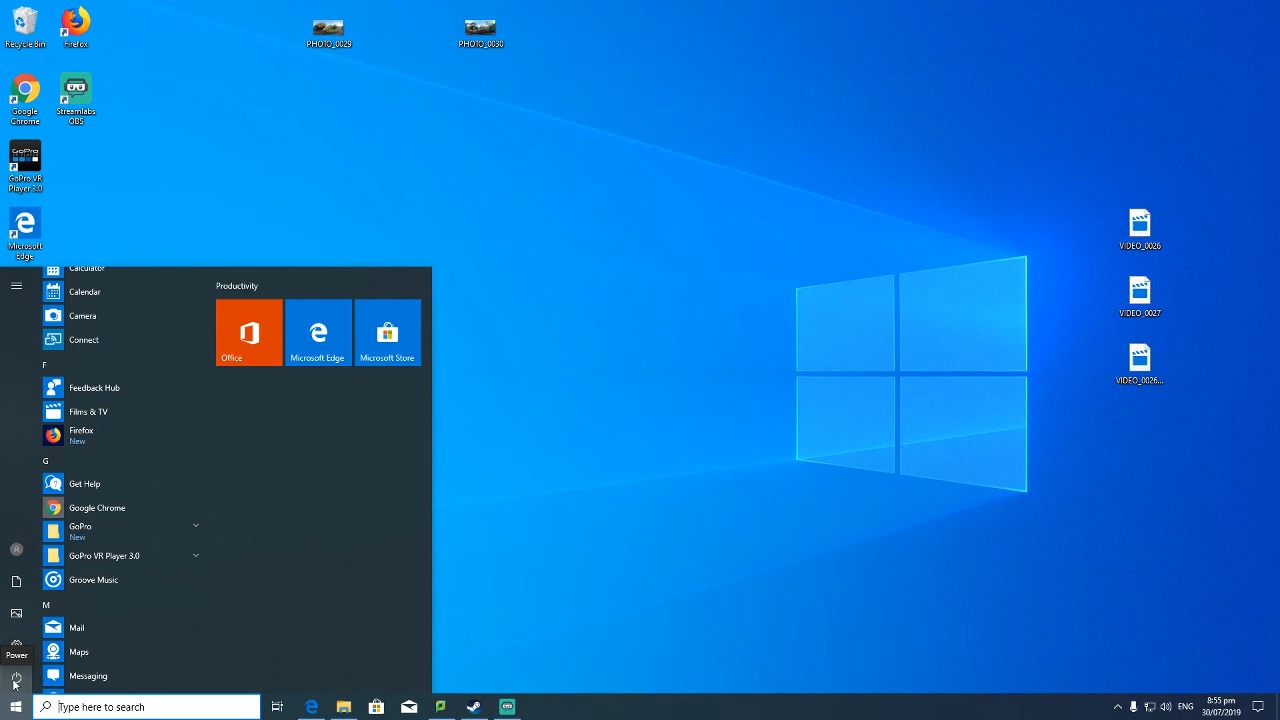 Recycle Bin
Firefox
PHOTO_0029
PHOTO_0030
Google
Chrome
Streamlabs
OBS
GoPro VR
Player 3.0
Microsoft
Edge
VIDEO_0026
VIDEO_0027
VIDEO_0026...
Calculator
Calendar
Camera
Connect
F
Feedback Hub
Films & TV
Firefox
New
G
Get Help
Google Chrome
GoPro
New
GoPro VR Player 3.0
Groove Music
M
Mail
Maps
Messaging
Productivity
Office
Microsoft Edge
Microsoft Store
Power
Type here to search
ENG
8:55 pm
30/07/2019